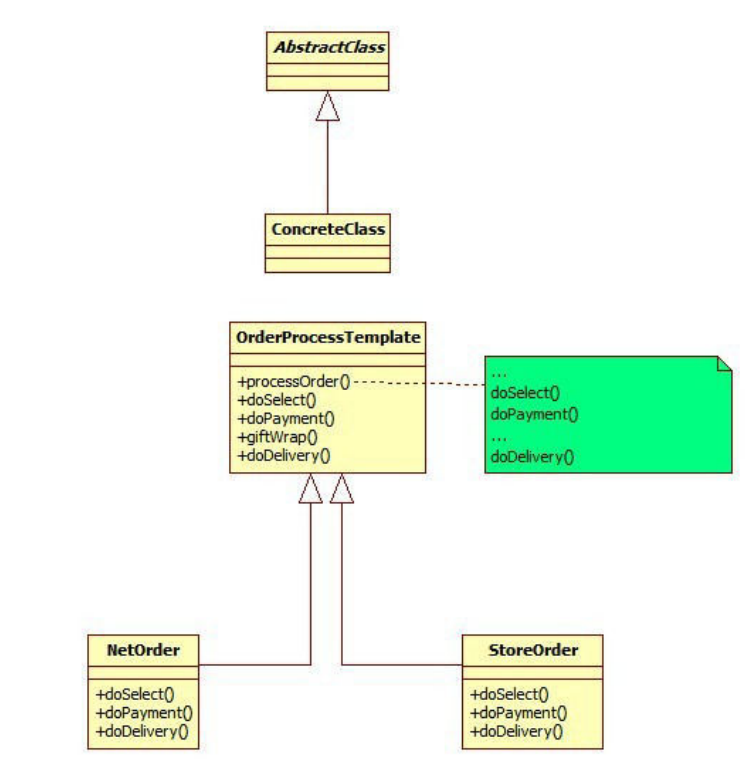 AbstractClass
ConcreteClass
OrderProcessTemplate
+processOrder()
+doSelect()
+doPayment()
+giftWrap()
+doDelivery()
...
doSelect()
doPayment()
...
doDelivery()
NetOrder
+doSelect()
+doPayment()
+doDelivery()
StoreOrder
+doSelect()
+doPayment()
+doDelivery()